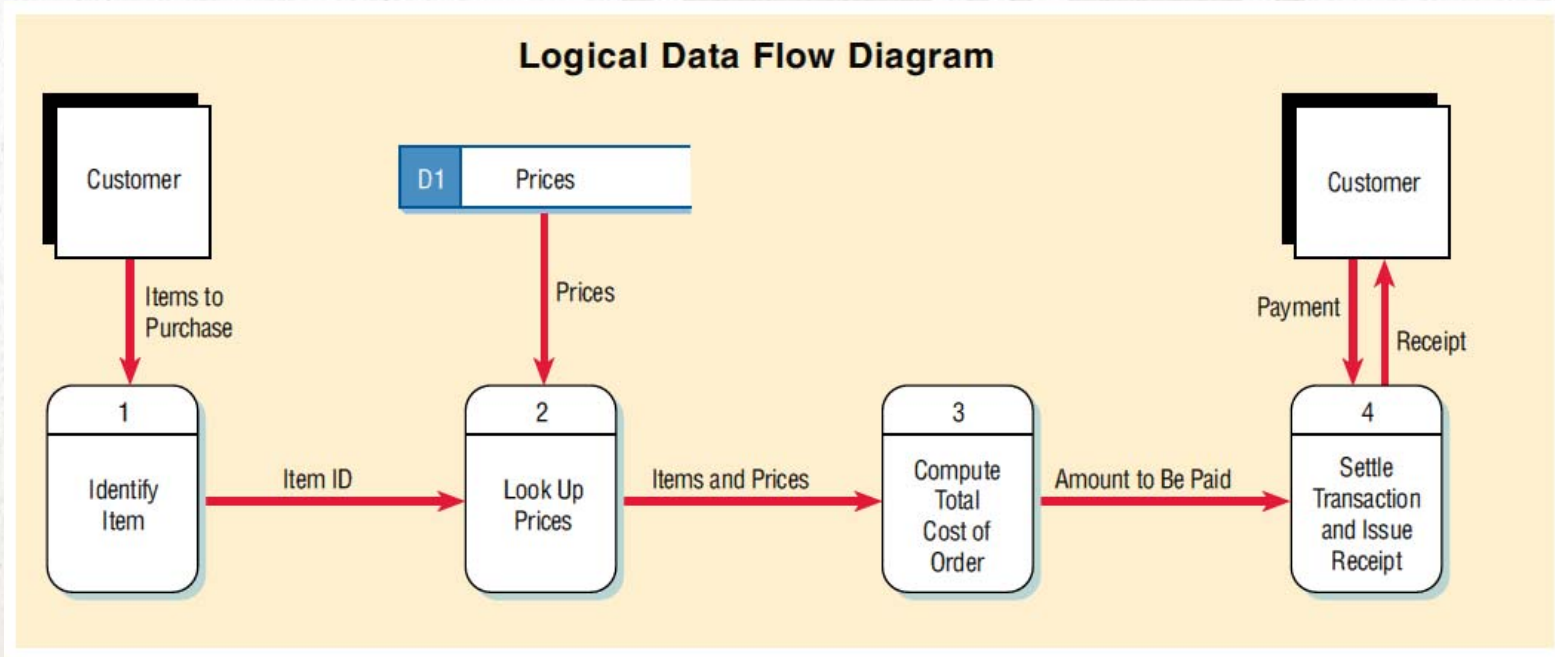 Logical Data Flow Diagram
Customer
D1 Prices
Customer
Items to
Purchase
Prices
Payment
Receipt
1
Identify
Item
Item ID
2
Look Up
Prices
Items and Prices
3
Compute
Total
Cost of
Order
Amount to Be Paid
4
Settle
Transaction
and Issue
Receipt